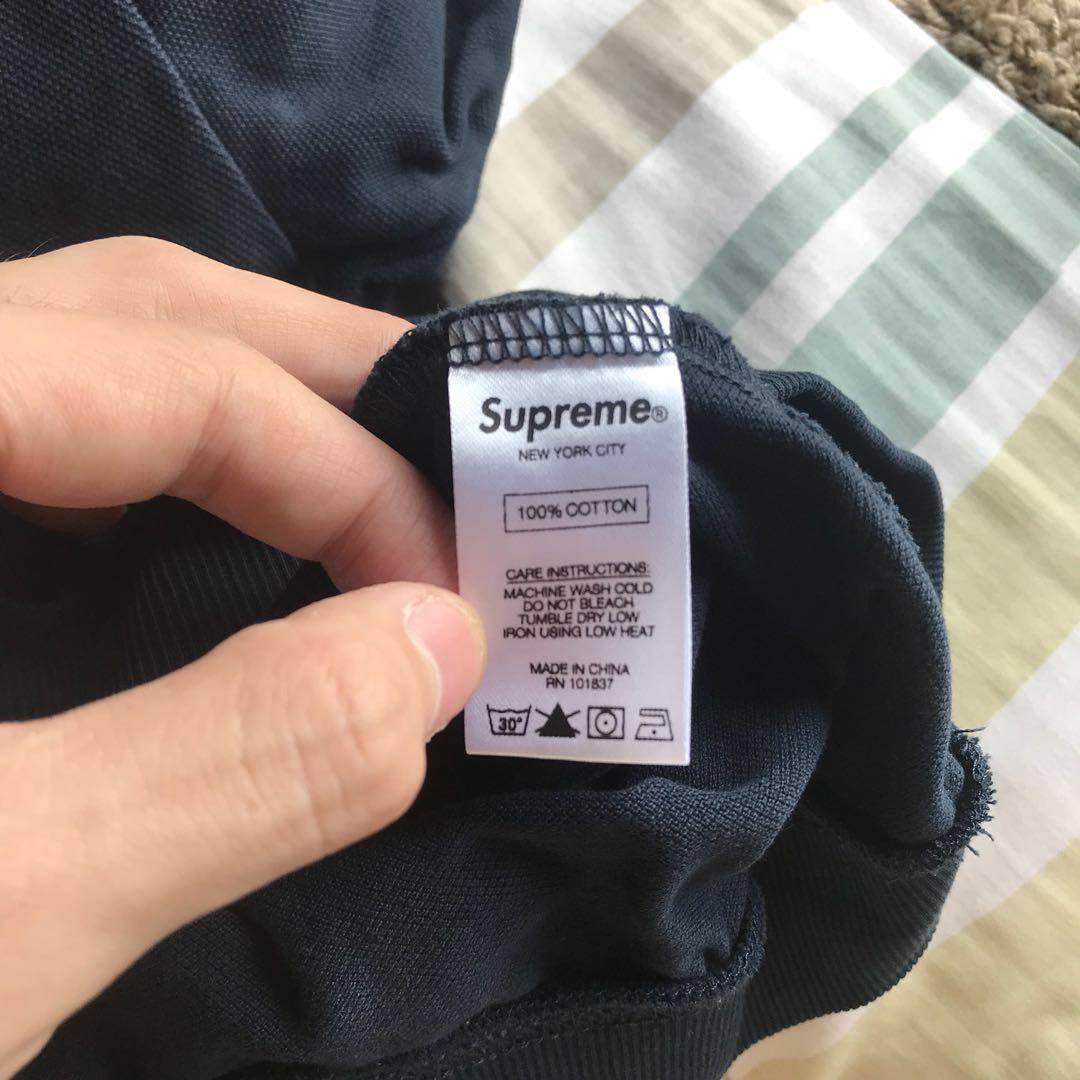 Supreme®
NEW YORK CITY
100% COTTON
CARE INSTRUCTIONS:
MACHINE WASH COLD
DO NOT BLEACH
TUMBLE DRY LOW
IRON USING LOW HEAT
MADE IN CHINA
RN 101837
30°